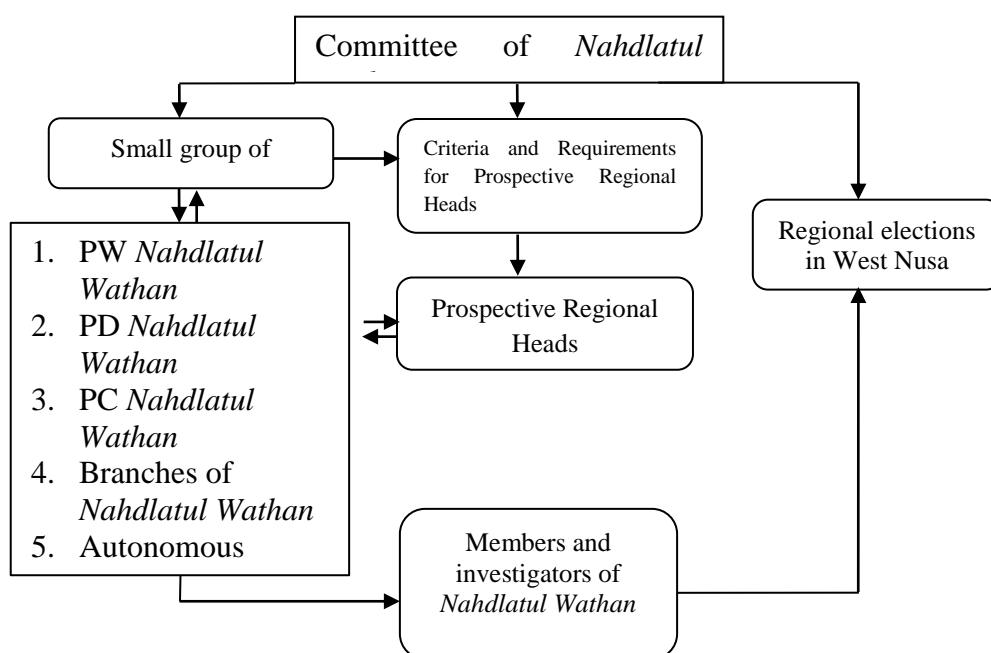 Committee of Nahdlatul
Small group of
Criteria and Requirements
for Prospective Regional
Heads
Regional elections
in West Nusa
1. PW Nahdlatul
Wathan
2. PD Nahdlatul
Wathan
3. PC Nahdlatul
Wathan
4. Branches of
Nahdlatul Wathan
5. Autonomous
Prospective Regional
Heads
Members and
investigators of
Nahdlatul Wathan